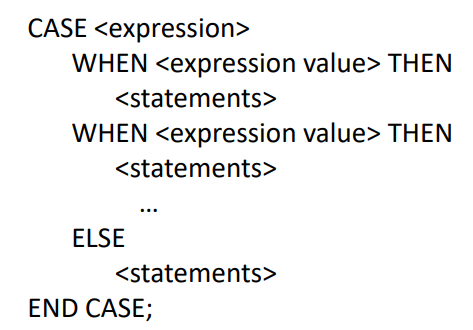 CASE <expression>
WHEN <expression value> THEN
<statements>
WHEN <expression value> THEN
<statements>
...
ELSE
<statements>
END CASE;